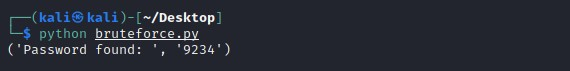 ┌──(kali㉿kali)-[~/Desktop]
└─$ python bruteforce.py
('Password found: ', '9234')